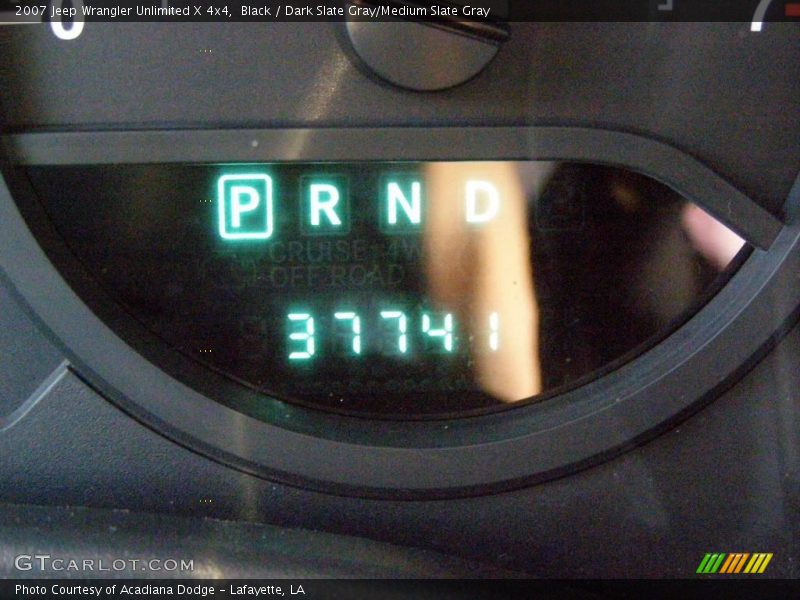 2007 Jeep Wrangler Unlimited X 4x4,  Black / Dark Slate Gray/Medium Slate Gray
0
P R N D
CRUISE 4W
OFF ROAD
37741
GTCARLOT.COM
Photo Courtesy of Acadiana Dodge - Lafayette, LA